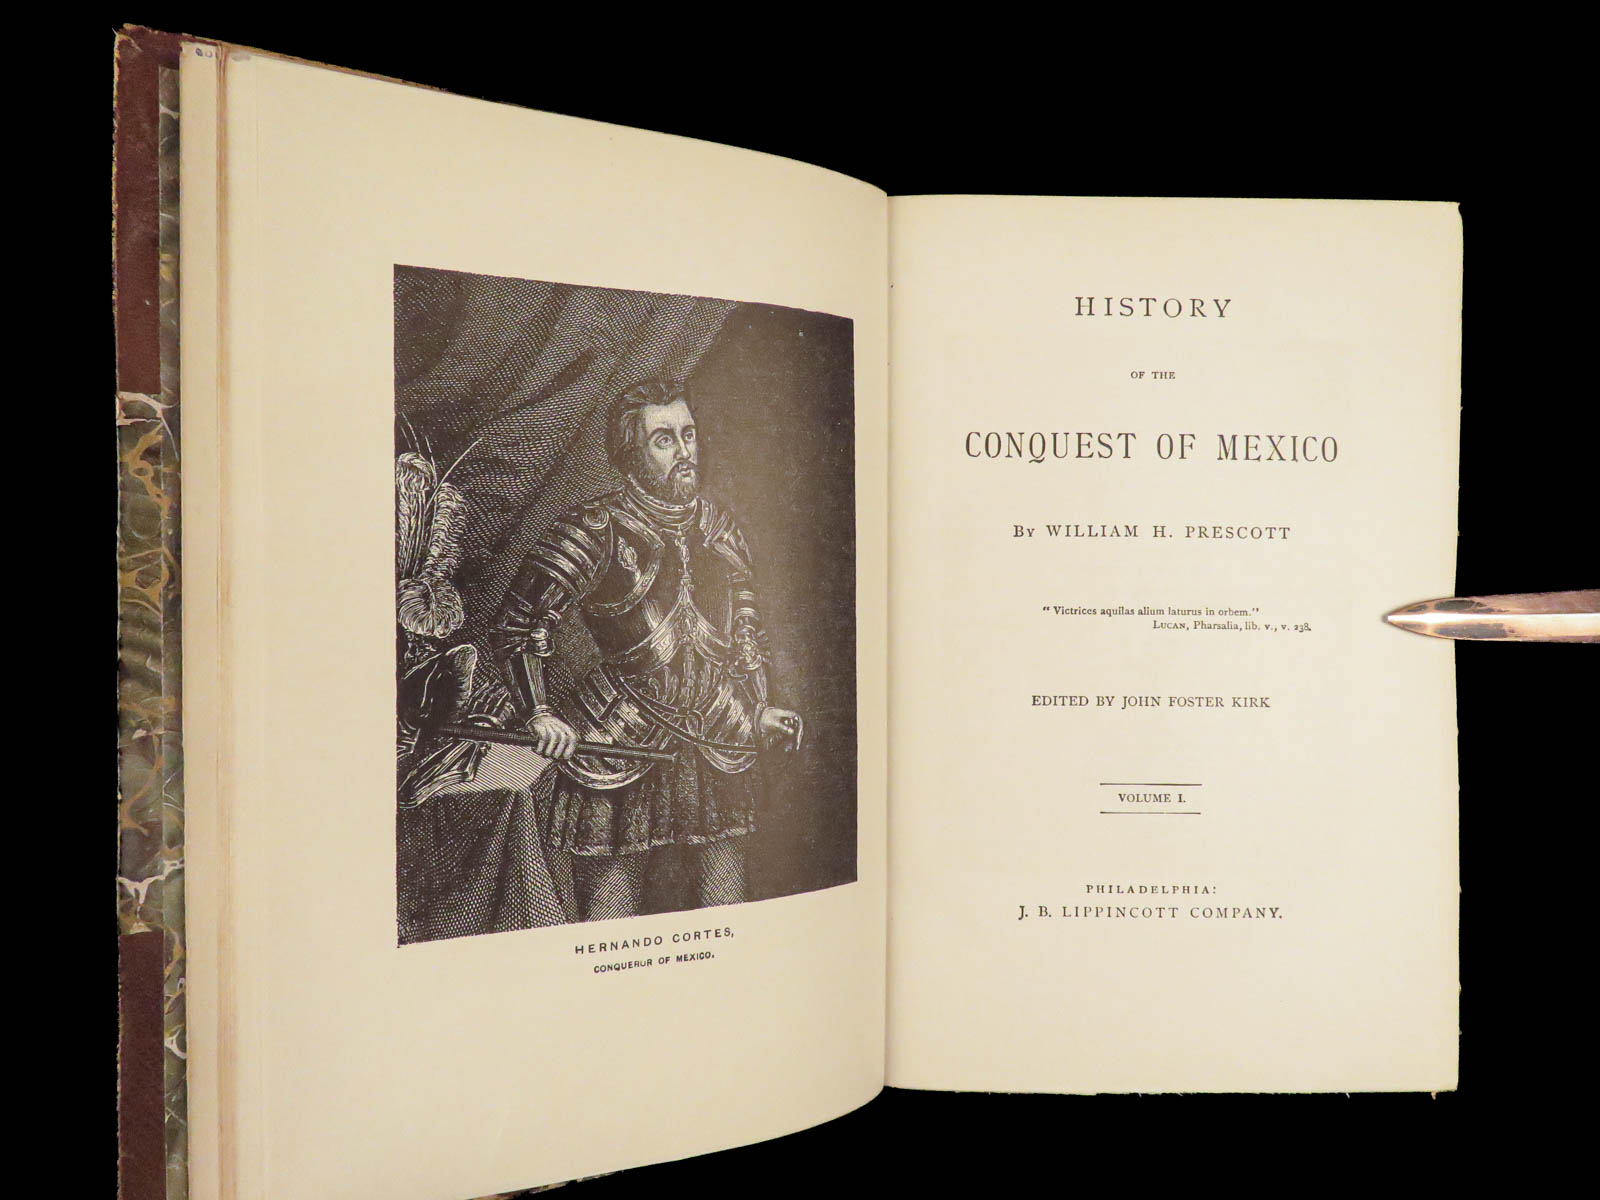 HERNANDO CORTES,
CONQUEROR OF MEXICO.
HISTORY
OF THE
CONQUEST OF MEXICO
BY WILLIAM H. PRESCOTT
“Victrices aquilas alium laturus in orbem.”
LUCAN, Pharsalia, lib. v., v. 238.
EDITED BY JOHN FOSTER KIRK
VOLUME I.
PHILADELPHIA:
J. B. LIPPINCOTT COMPANY.